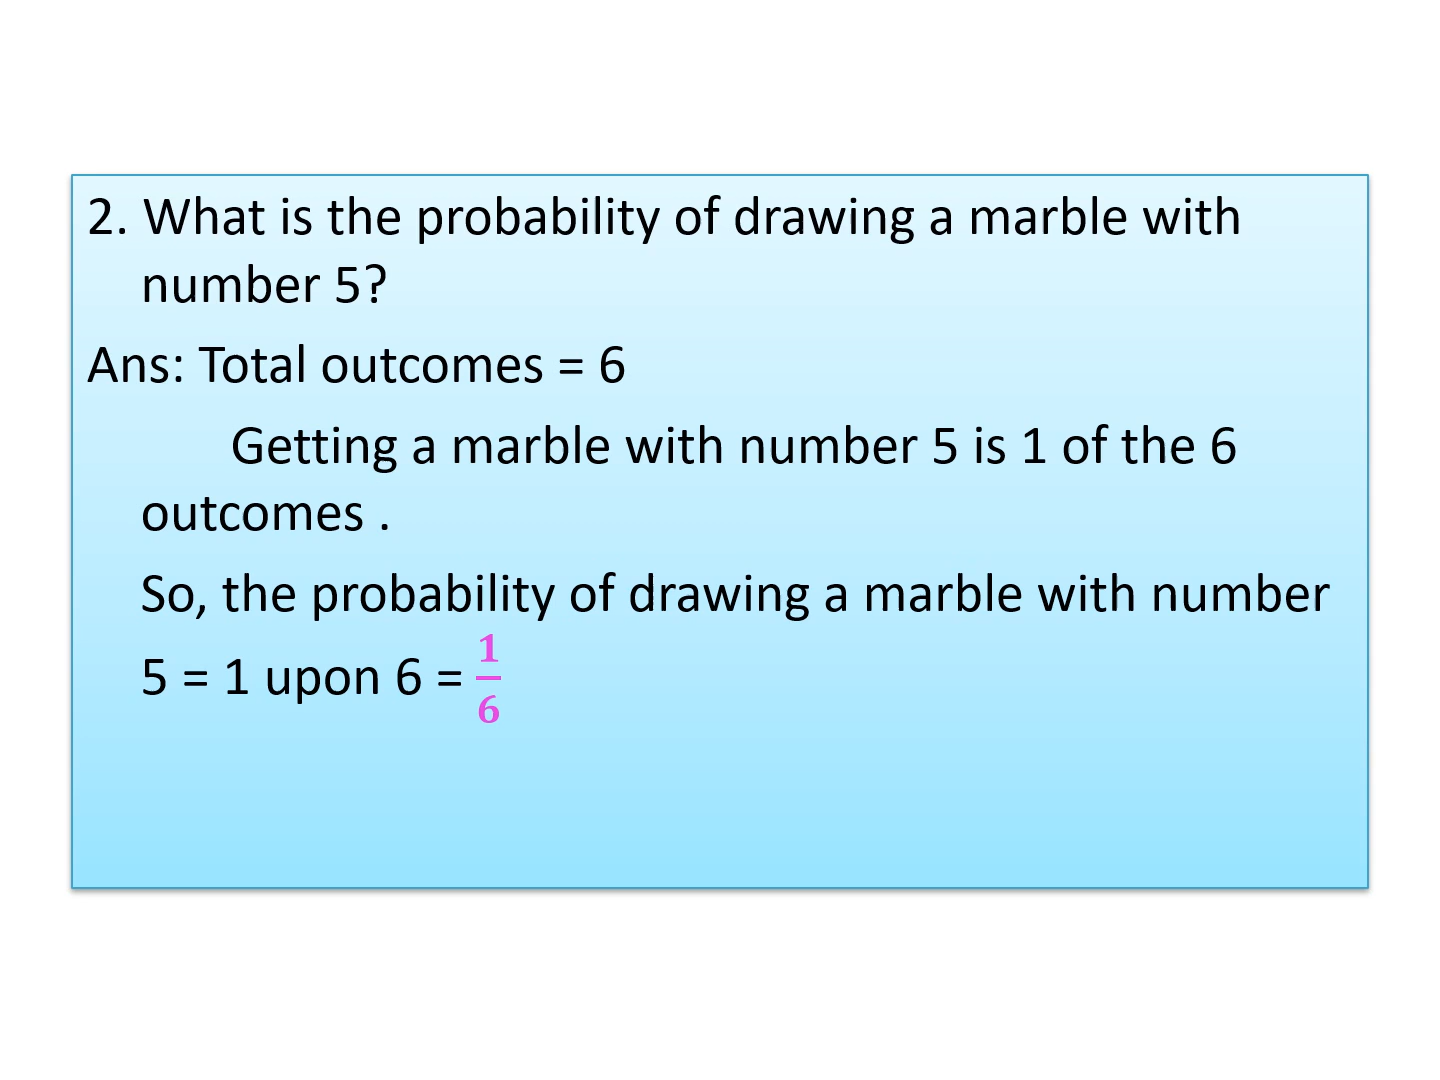 2. What is the probability of drawing a marble with
number 5?
Ans: Total outcomes = 6
Getting a marble with number 5 is 1 of the 6
outcomes .
So, the probability of drawing a marble with number
5 = 1 upon 6 = 1/6